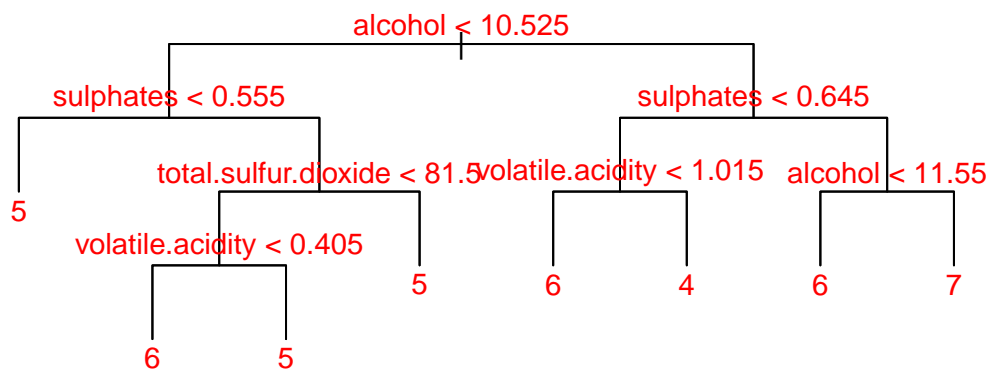 alcohol < 10.525
sulphates < 0.555
sulphates < 0.645
total.sulfur.dioxide < 81.5
volatile.acidity < 1.015
alcohol < 11.55
5
volatile.acidity < 0.405
5
6
4
6
7
6
5